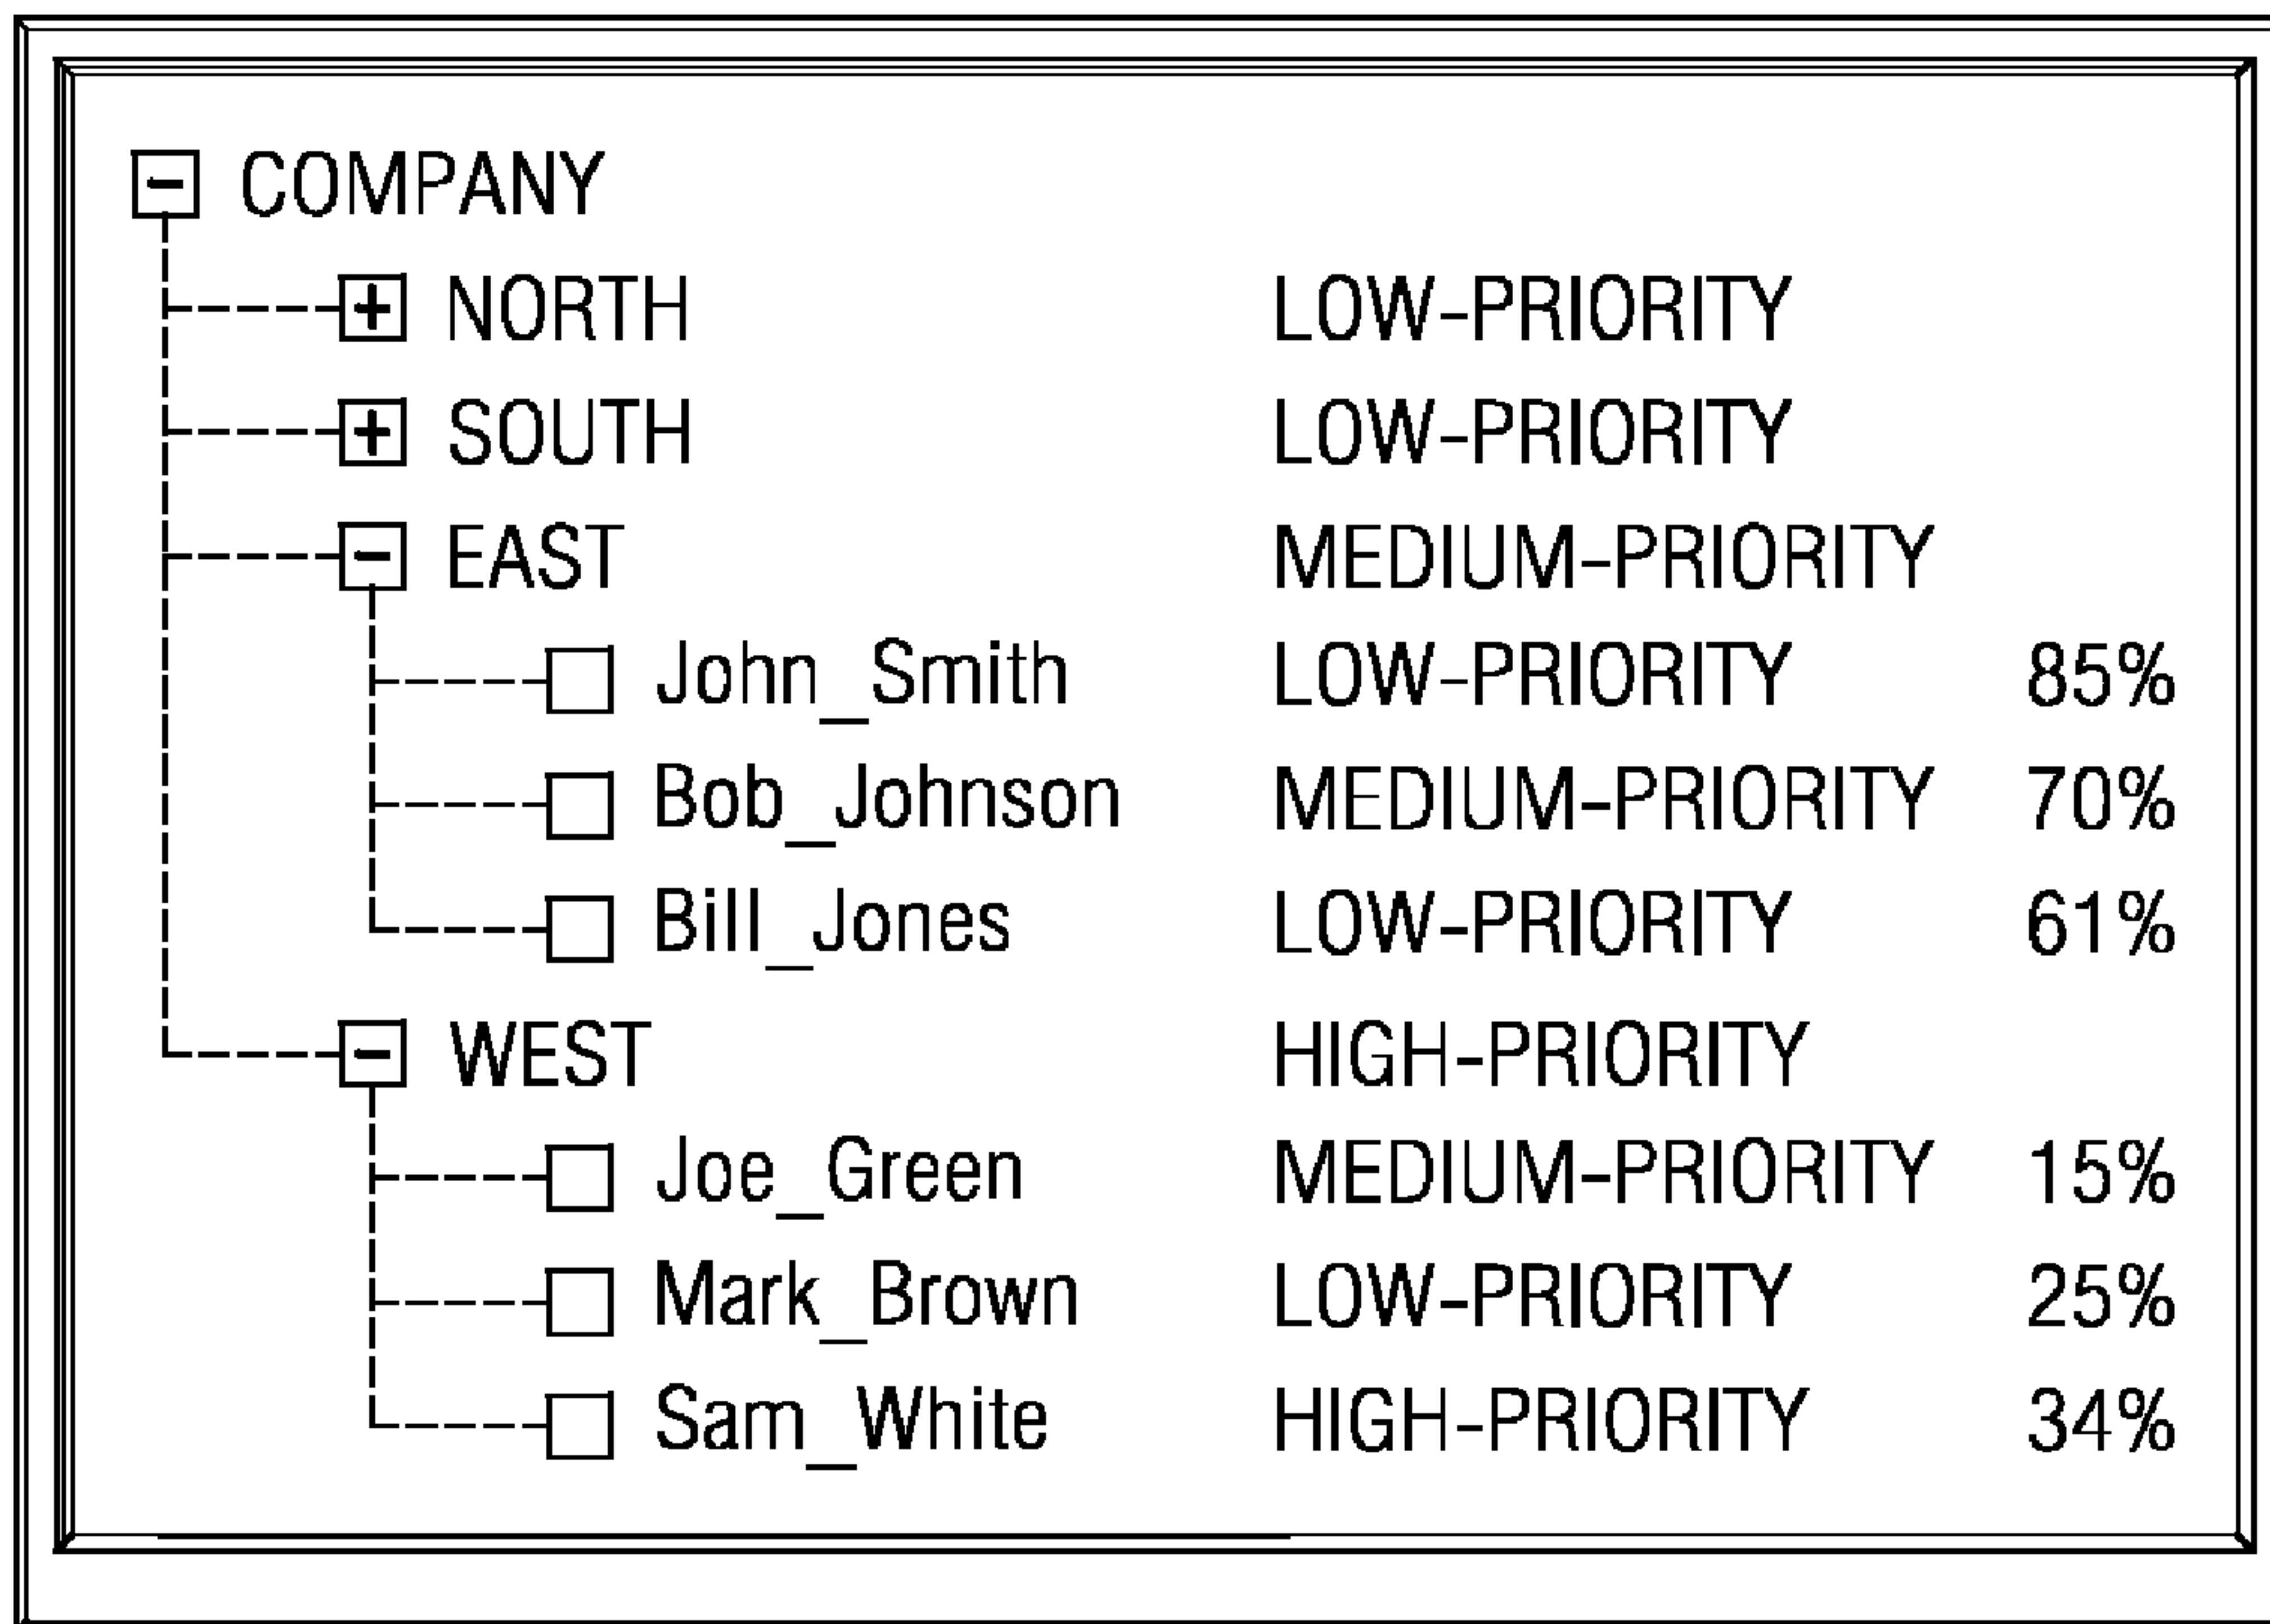 COMPANY
NORTH LOW-PRIORITY
SOUTH LOW-PRIORITY
EAST MEDIUM-PRIORITY
John_Smith LOW-PRIORITY 85%
Bob_Johnson MEDIUM-PRIORITY 70%
Bill_Jones LOW-PRIORITY 61%
WEST HIGH-PRIORITY
Joe_Green MEDIUM-PRIORITY 15%
Mark_Brown LOW-PRIORITY 25%
Sam_White HIGH-PRIORITY 34%